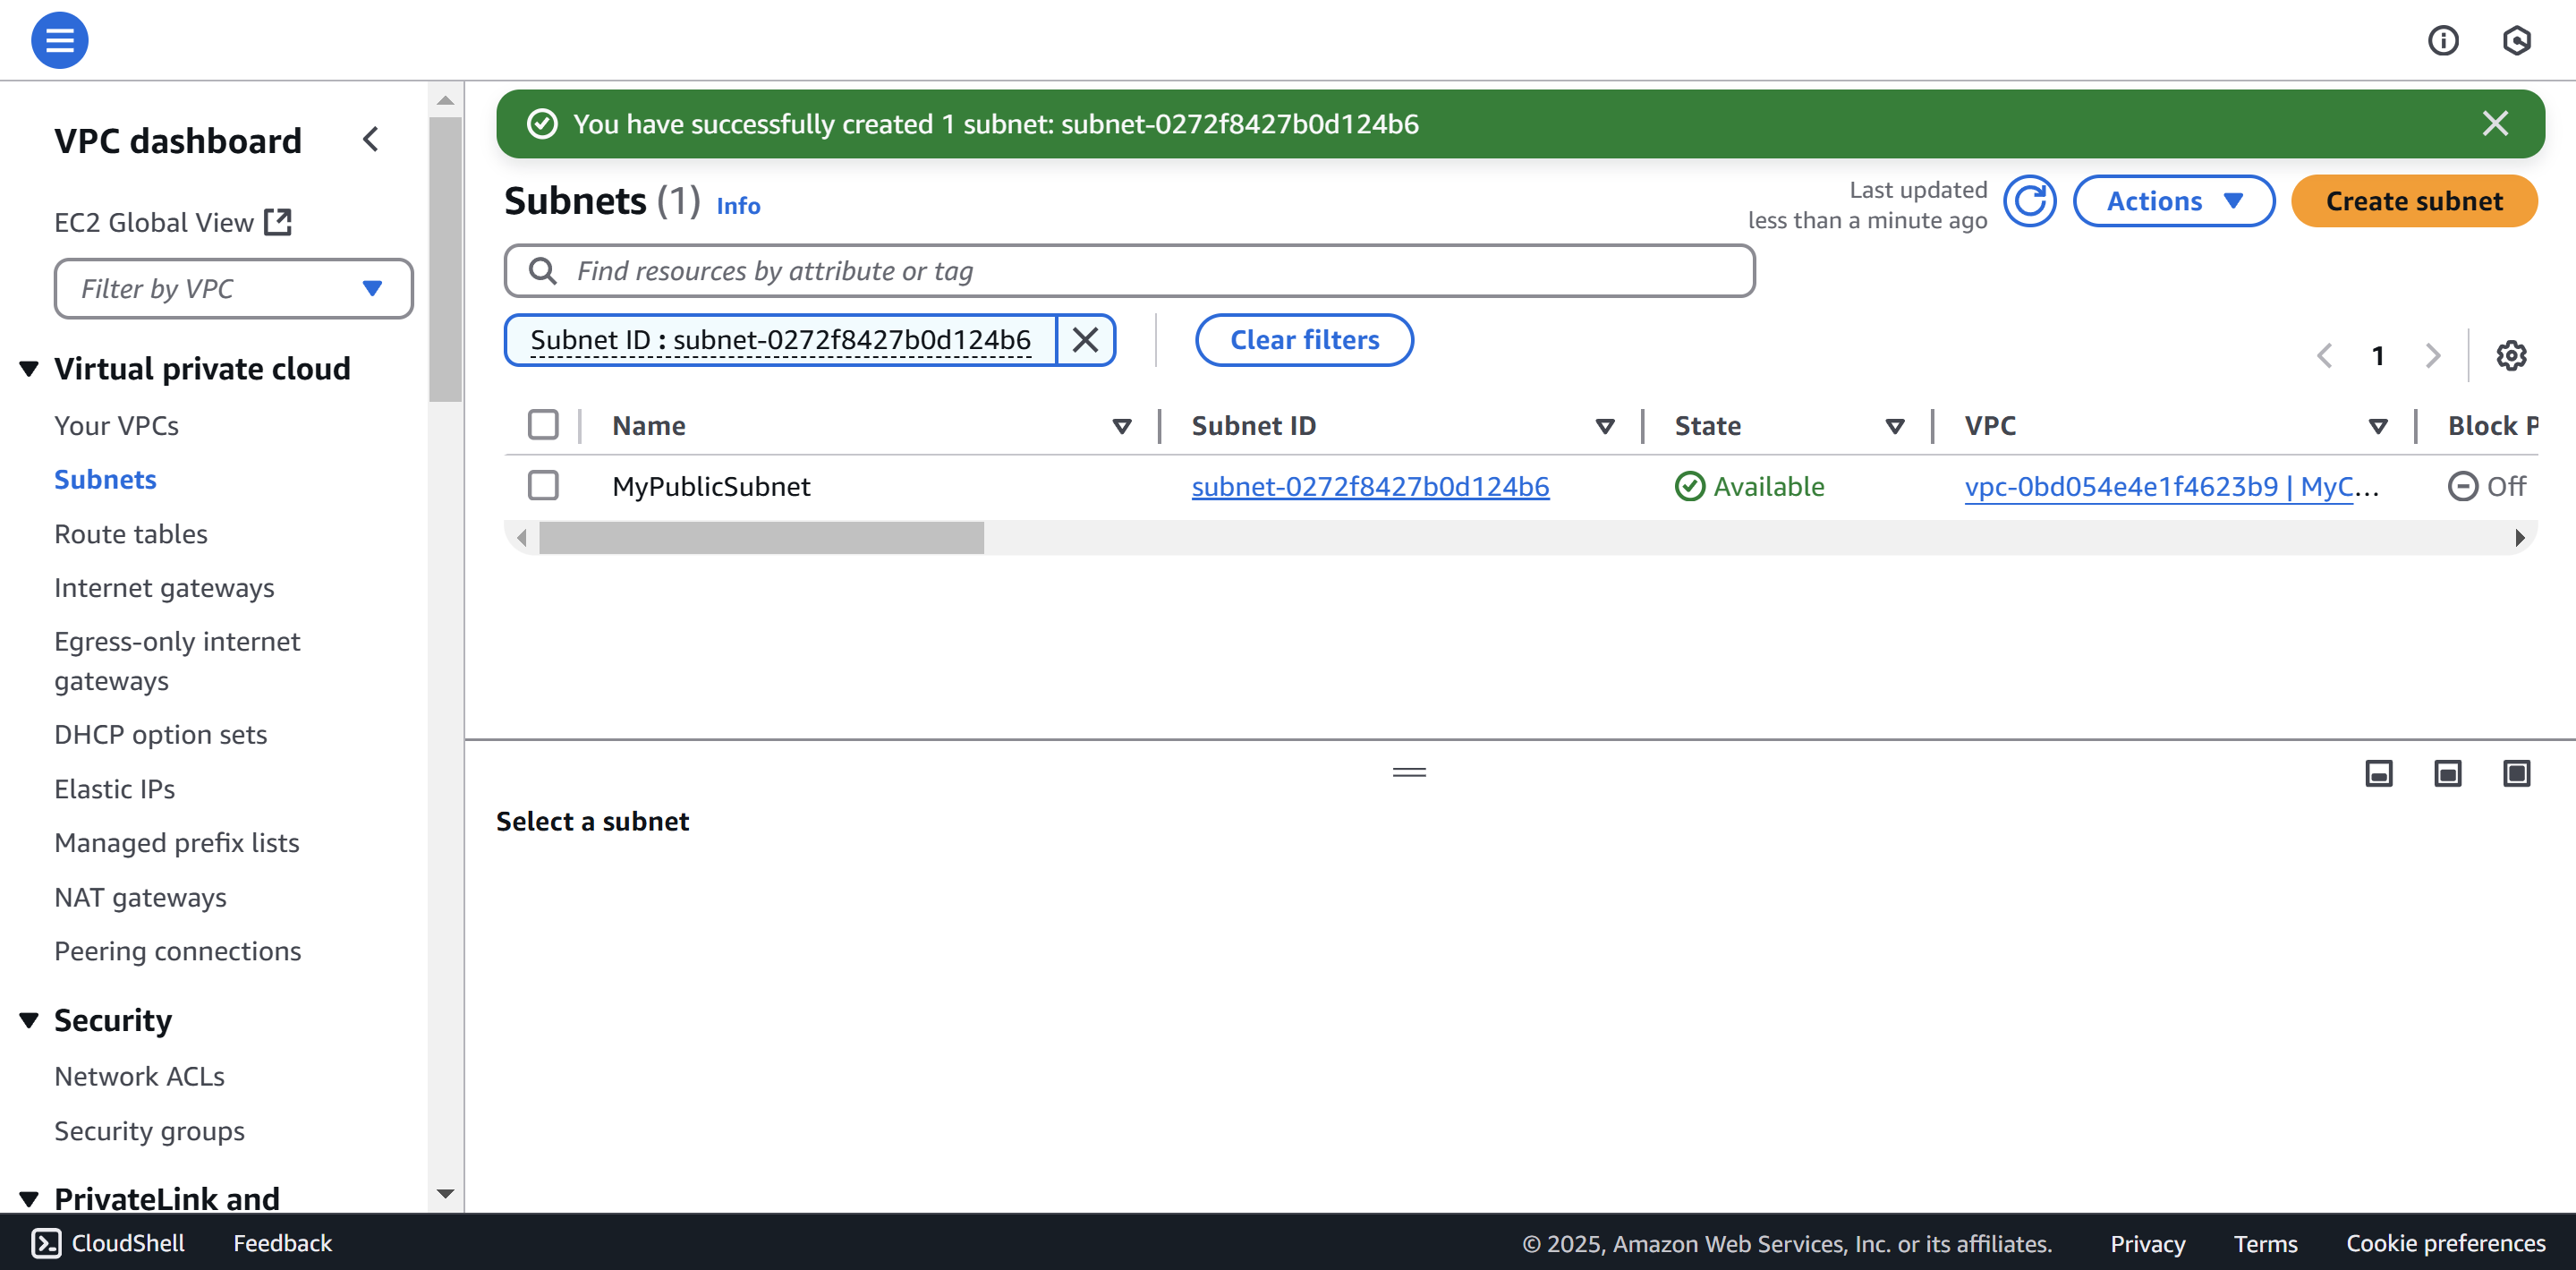 VPC dashboard
EC2 Global View
Filter by VPC
Virtual private cloud
Your VPCs
Subnets
Route tables
Internet gateways
Egress-only internet
gateways
DHCP option sets
Elastic IPs
Managed prefix lists
NAT gateways
Peering connections
Security
Network ACLs
Security groups
PrivateLink and
You have successfully created 1 subnet: subnet-0272f8427b0d124b6
Subnets (1) Info
Last updated
less than a minute ago
Actions
Create subnet
Find resources by attribute or tag
Subnet ID : subnet-0272f8427b0d124b6
Clear filters
1
Name Subnet ID State VPC Block P
MyPublicSubnet subnet-0272f8427b0d124b6 Available vpc-0bd054e4e1f4623b9 | MyC... Off
Select a subnet
CloudShell Feedback © 2025, Amazon Web Services, Inc. or its affiliates. Privacy Terms Cookie preferences